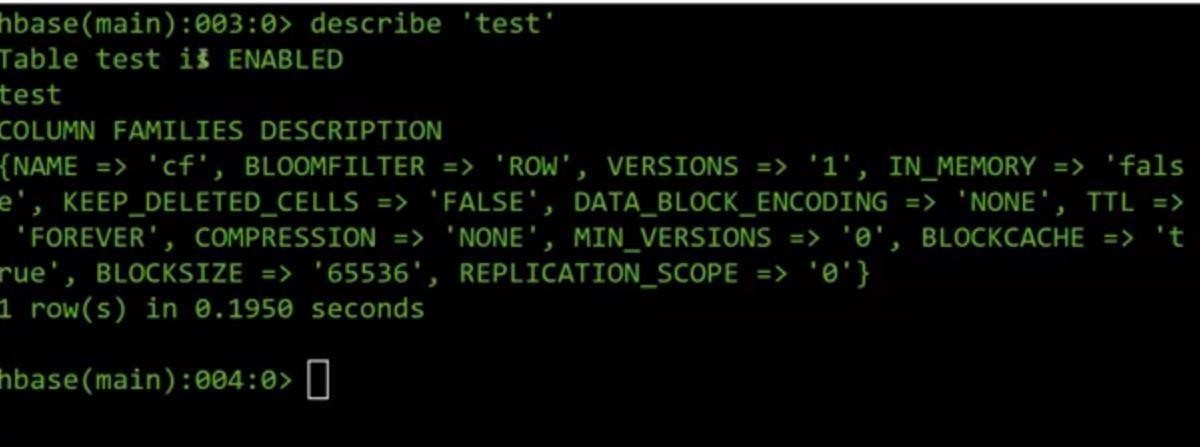 hbase(main):003:0> describe 'test'
Table test is ENABLED
test
COLUMN FAMILIES DESCRIPTION
{NAME => 'cf', BLOOMFILTER => 'ROW', VERSIONS => '1', IN_MEMORY => 'fals
e', KEEP_DELETED_CELLS => 'FALSE', DATA_BLOCK_ENCODING => 'NONE', TTL =>
'FOREVER', COMPRESSION => 'NONE', MIN_VERSIONS => '0', BLOCKCACHE => 't
rue', BLOCKSIZE => '65536', REPLICATION_SCOPE => '0'}
1 row(s) in 0.1950 seconds
hbase(main):004:0>